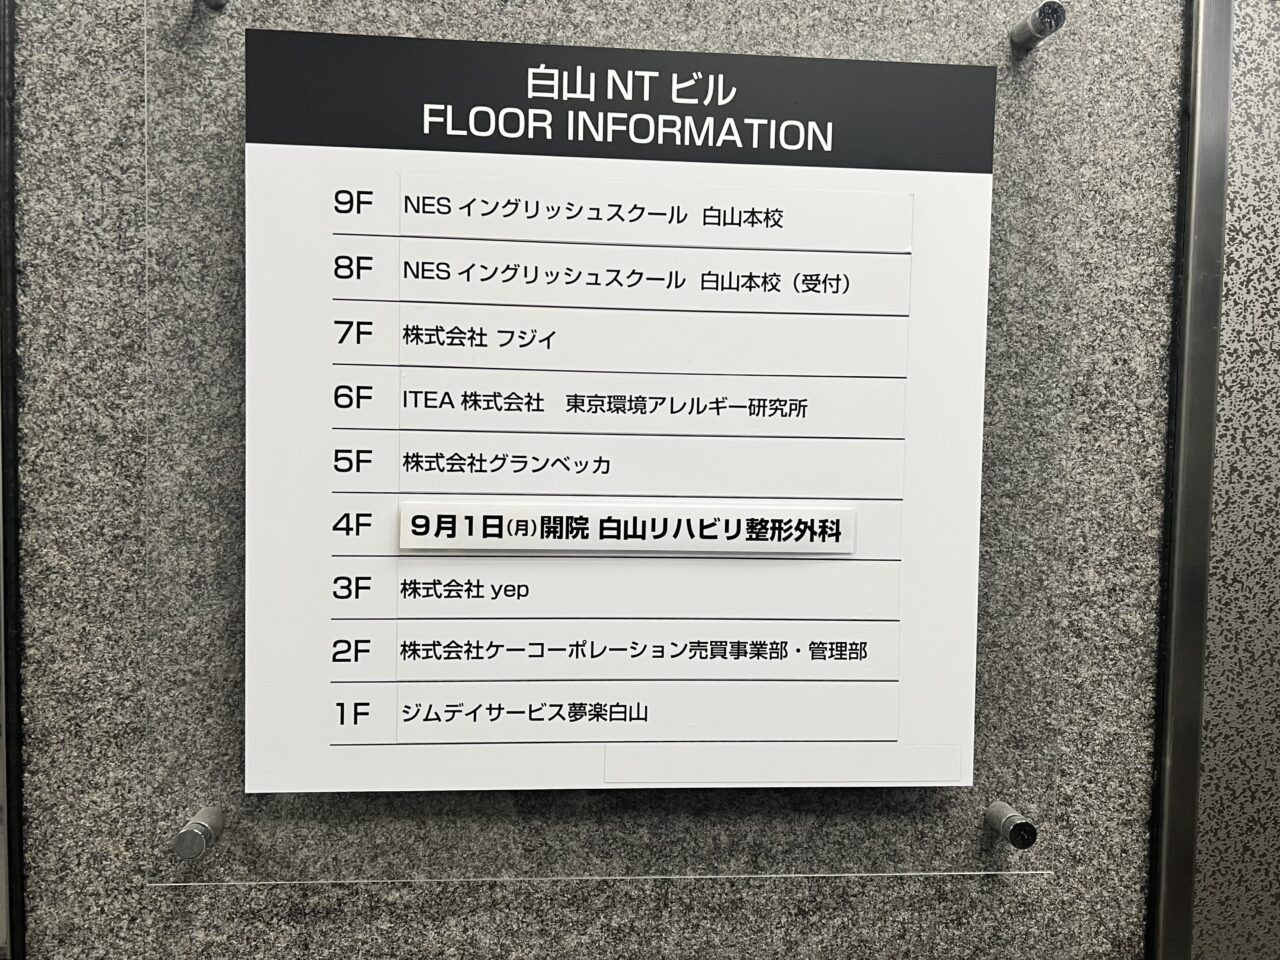 白山 NT ビル
FLOOR INFORMATION
9F NES イングリッシュスクール 白山本校
8F NES イングリッシュスクール 白山本校（受付）
7F 株式会社 フジイ
6F ITEA 株式会社　東京環境アレルギー研究所
5F 株式会社グランベッカ
4F 9月1日(月)開院 白山リハビリ整形外科
3F 株式会社 yep
2F 株式会社ケーコーポレーション売買事業部・管理部
1F ジムデイサービス夢楽白山